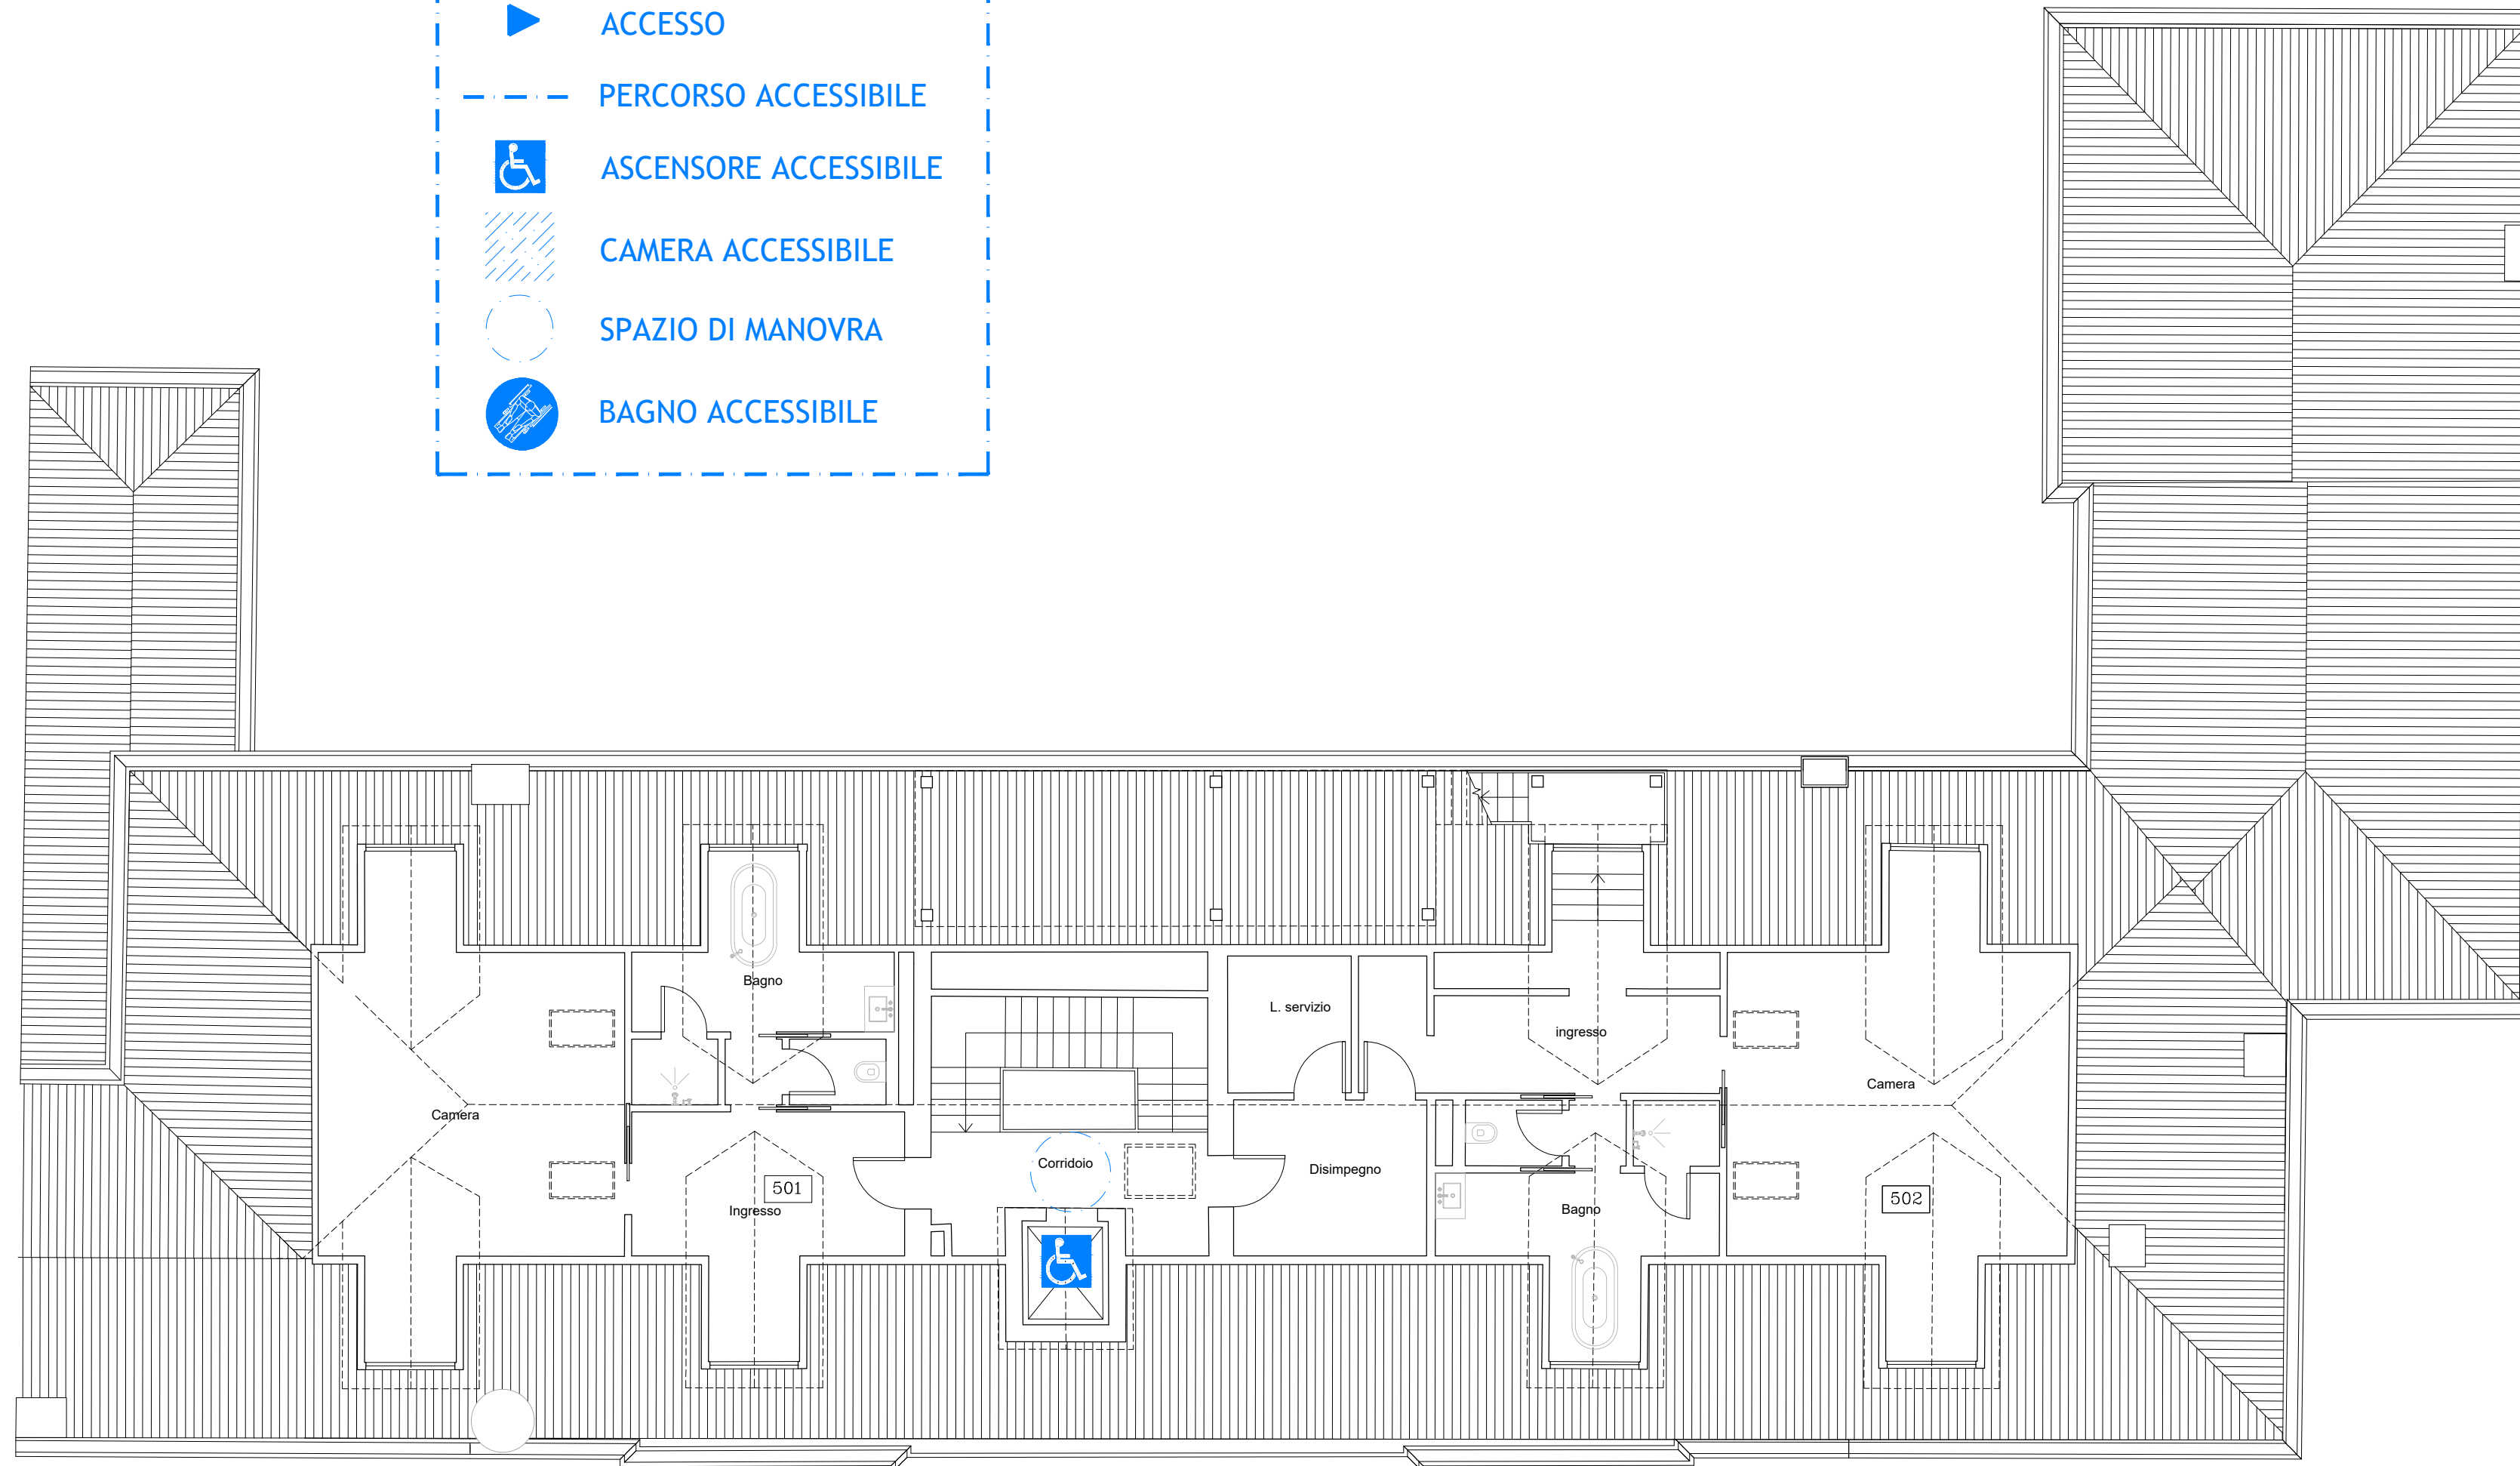 ACCESSO
PERCORSO ACCESSIBILE
ASCENSORE ACCESSIBILE
CAMERA ACCESSIBILE
SPAZIO DI MANOVRA
BAGNO ACCESSIBILE
Bagno
L. servizio
ingresso
Camera
Camera
Corridoio
Disimpegno
501
502
Ingresso
Bagno